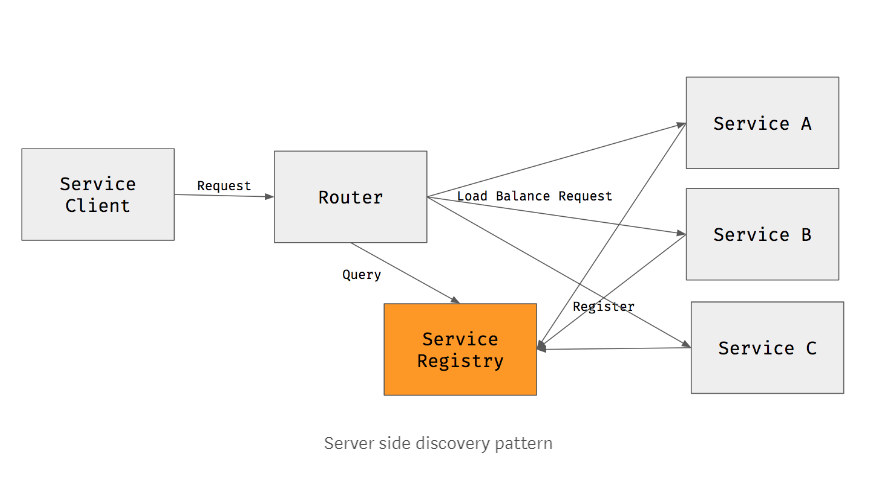 Service A
Service
Client
Request
Router
Load Balance Request
Service B
Query
Register
Service
Registry
Service C
Server side discovery pattern